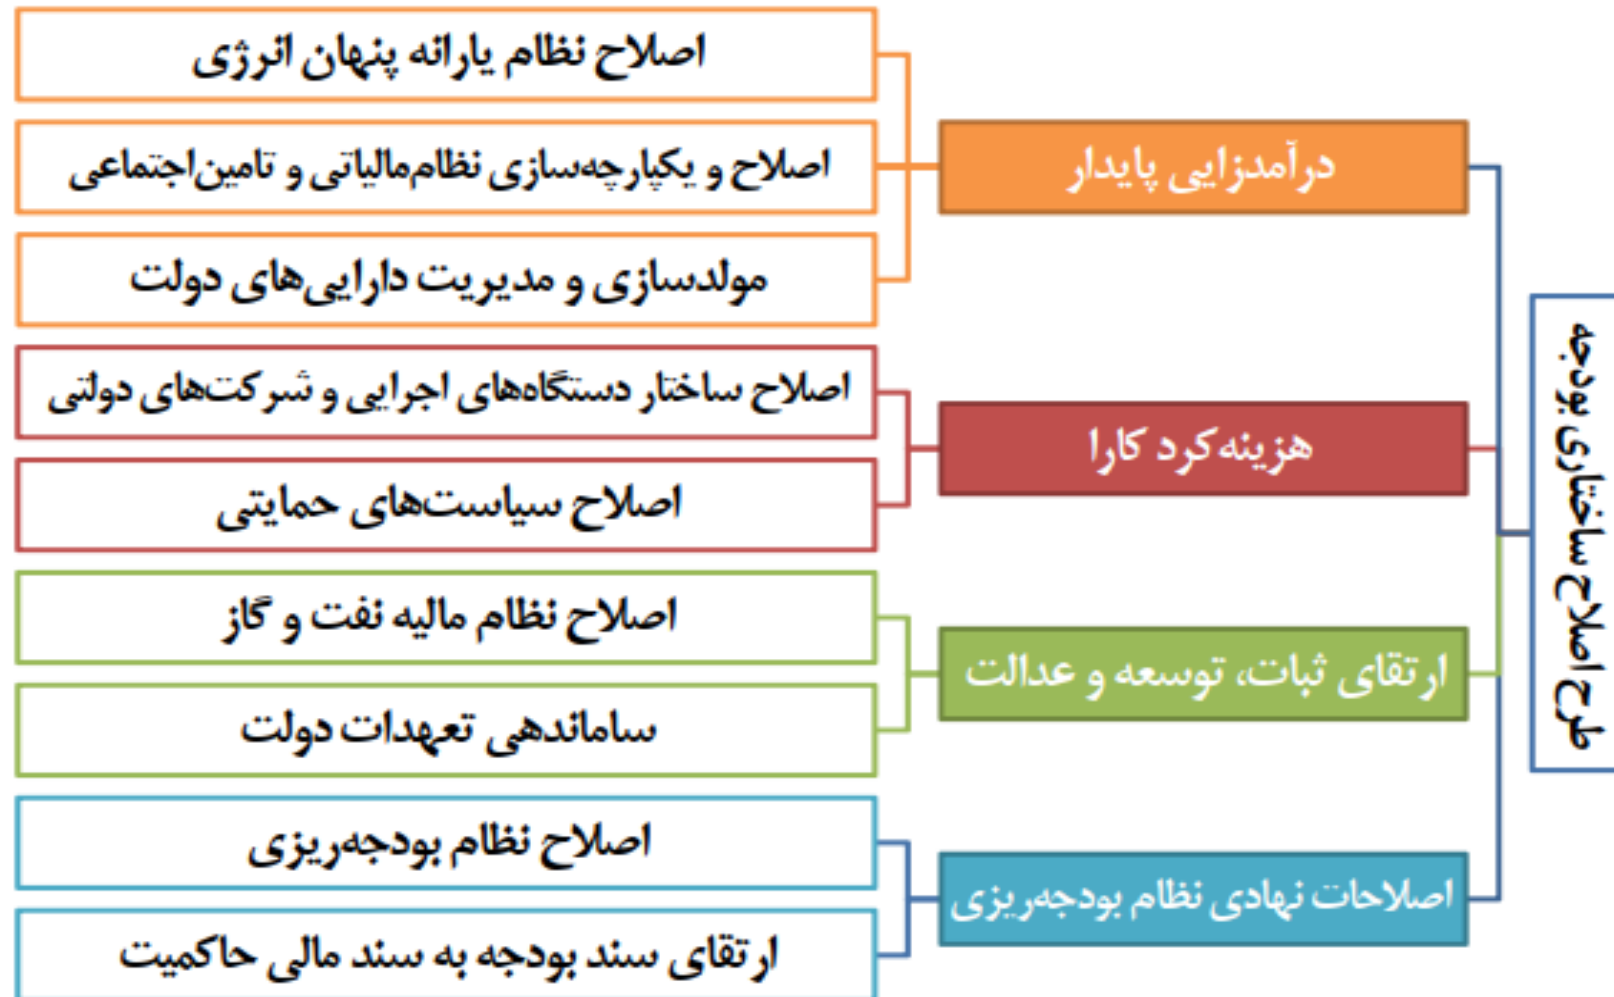 طرح اصلاح ساختاری بودجه
درآمدزایی پایدار
اصلاح نظام یارانه پنهان انرژی
اصلاح و یکپارچه‌سازی نظام‌مالیاتی و تامین‌اجتماعی
مولدسازی و مدیریت دارایی‌های دولت
هزینه‌کرد کارا
اصلاح ساختار دستگاه‌های اجرایی و شرکت‌های دولتی
اصلاح سیاست‌های حمایتی
ارتقای ثبات، توسعه و عدالت
اصلاح نظام مالیه نفت و گاز
ساماندهی تعهدات دولت
اصلاحات نهادی نظام بودجه‌ریزی
اصلاح نظام بودجه‌ریزی
ارتقای سند بودجه به سند مالی حاکمیت